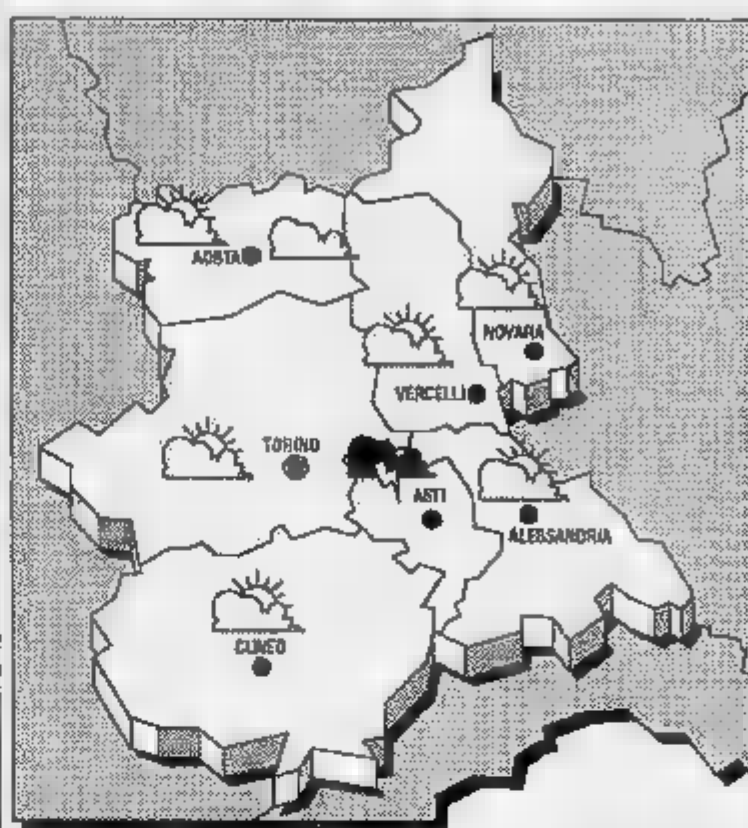 AOSTA
NOVARA
VERCELLI
TORINO
ASTI
ALESSANDRIA
CUNEO